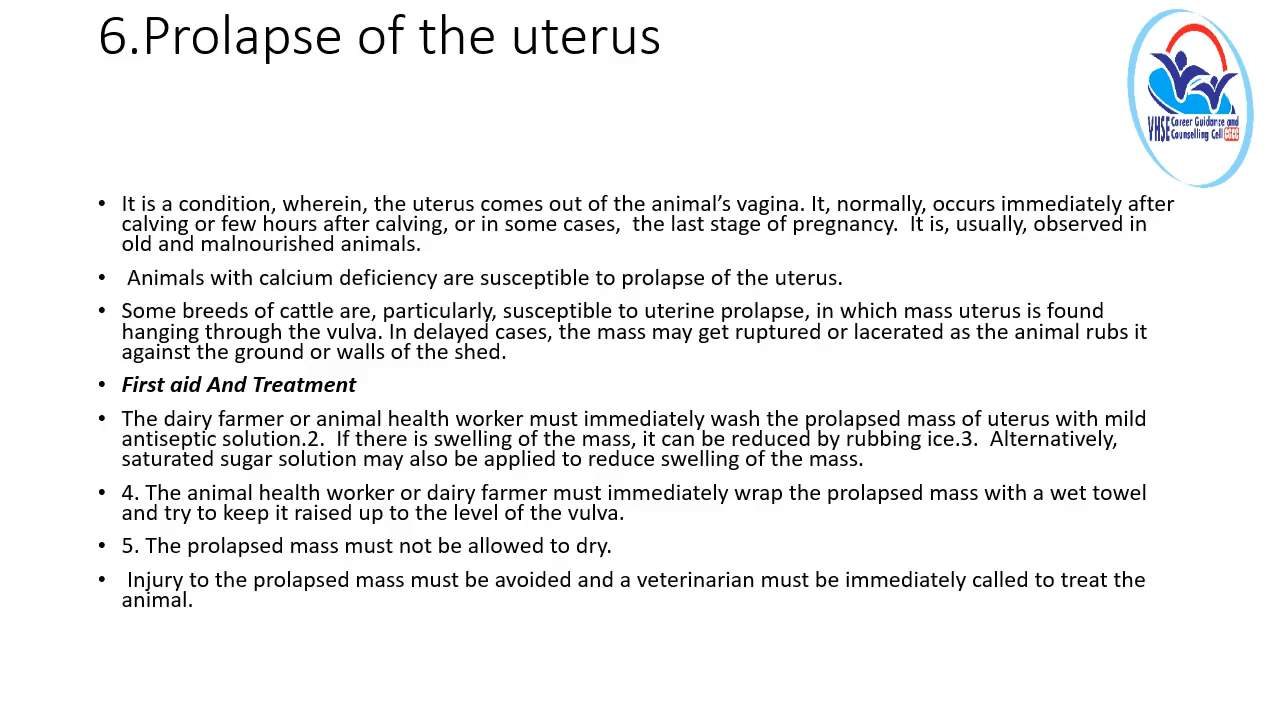 6.Prolapse of the uterus
VHSE Career Guidance and
Counselling Cell CGCC
• It is a condition, wherein, the uterus comes out of the animal’s vagina. It, normally, occurs immediately after
calving or few hours after calving, or in some cases,  the last stage of pregnancy.  It is, usually, observed in
old and malnourished animals.
•  Animals with calcium deficiency are susceptible to prolapse of the uterus.
• Some breeds of cattle are, particularly, susceptible to uterine prolapse, in which mass uterus is found
hanging through the vulva. In delayed cases, the mass may get ruptured or lacerated as the animal rubs it
against the ground or walls of the shed.
• First aid And Treatment
• The dairy farmer or animal health worker must immediately wash the prolapsed mass of uterus with mild
antiseptic solution.2.  If there is swelling of the mass, it can be reduced by rubbing ice.3.  Alternatively,
saturated sugar solution may also be applied to reduce swelling of the mass.
• 4. The animal health worker or dairy farmer must immediately wrap the prolapsed mass with a wet towel
and try to keep it raised up to the level of the vulva.
• 5. The prolapsed mass must not be allowed to dry.
•  Injury to the prolapsed mass must be avoided and a veterinarian must be immediately called to treat the
animal.